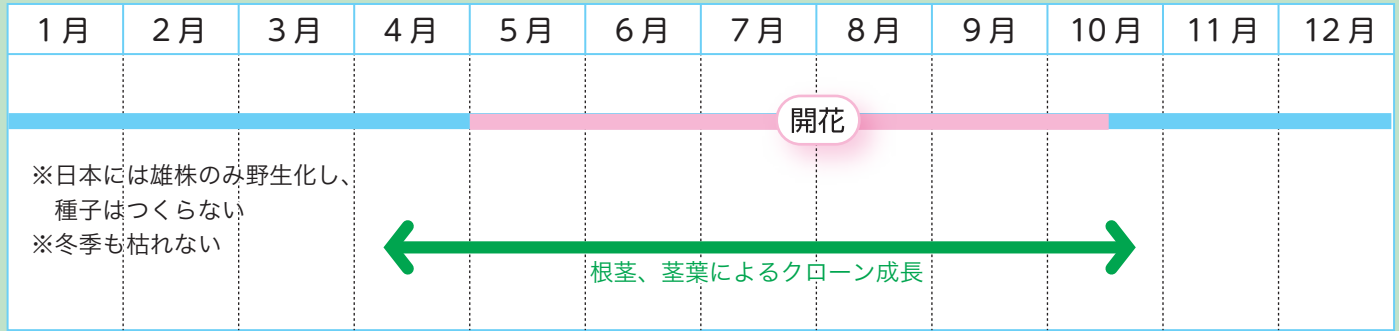 1月 2月 3月 4月 5月 6月 7月 8月 9月 10月 11月 12月
開花
※日本には雄株のみ野生化し、
種子はつくらない
※冬季も枯れない
根茎、茎葉によるクローン成長